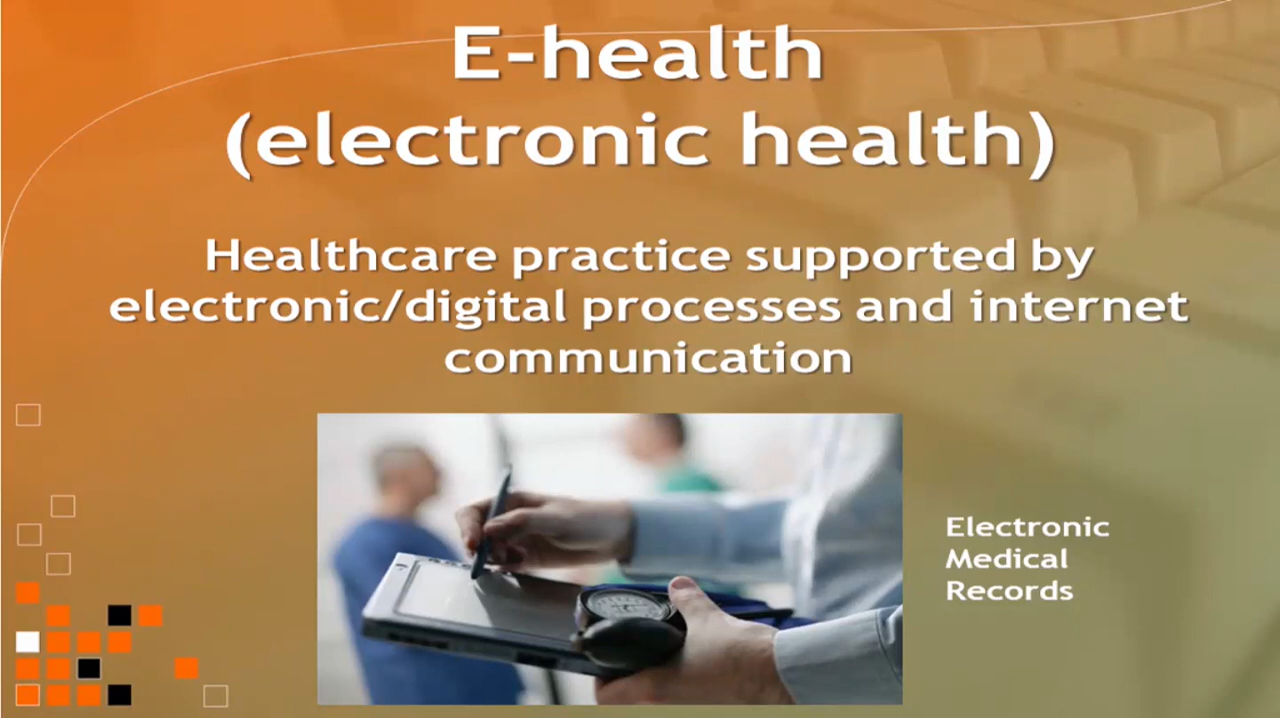 E-health
(electronic health)
Healthcare practice supported by
electronic/digital processes and internet
communication
Electronic
Medical
Records